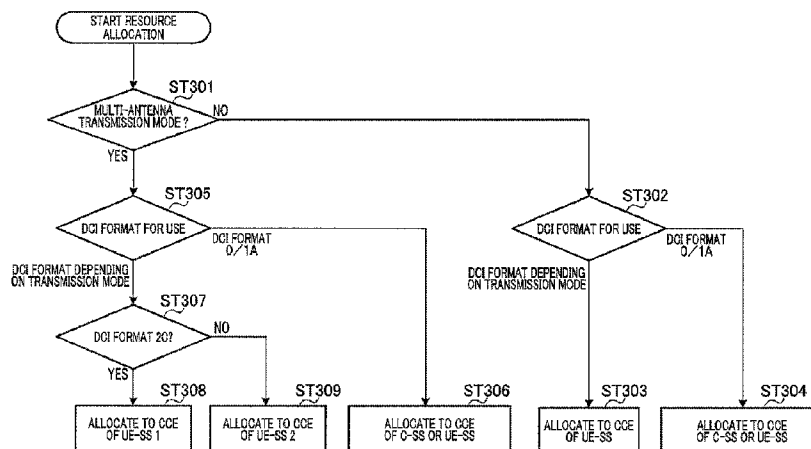 START RESOURCE
ALLOCATION
ST301
MULTI-ANTENNA
TRANSMISSION MODE?
NO
YES
ST305
DCI FORMAT FOR USE
DCI FORMAT
0/1A
ST302
DCI FORMAT FOR USE
DCI FORMAT
0/1A
DCI FORMAT DEPENDING
ON TRANSMISSION MODE
DCI FORMAT DEPENDING
ON TRANSMISSION MODE
ST307
DCI FORMAT 2C?
NO
YES
ST308
ALLOCATE TO CCE
OF UE-SS 1
ST309
ALLOCATE TO CCE
OF UE-SS 2
ST306
ALLOCATE TO CCE
OF C-SS OR UE-SS
ST303
ALLOCATE TO CCE
OF UE-SS
ST304
ALLOCATE TO CCE
OF C-SS OR UE-SS